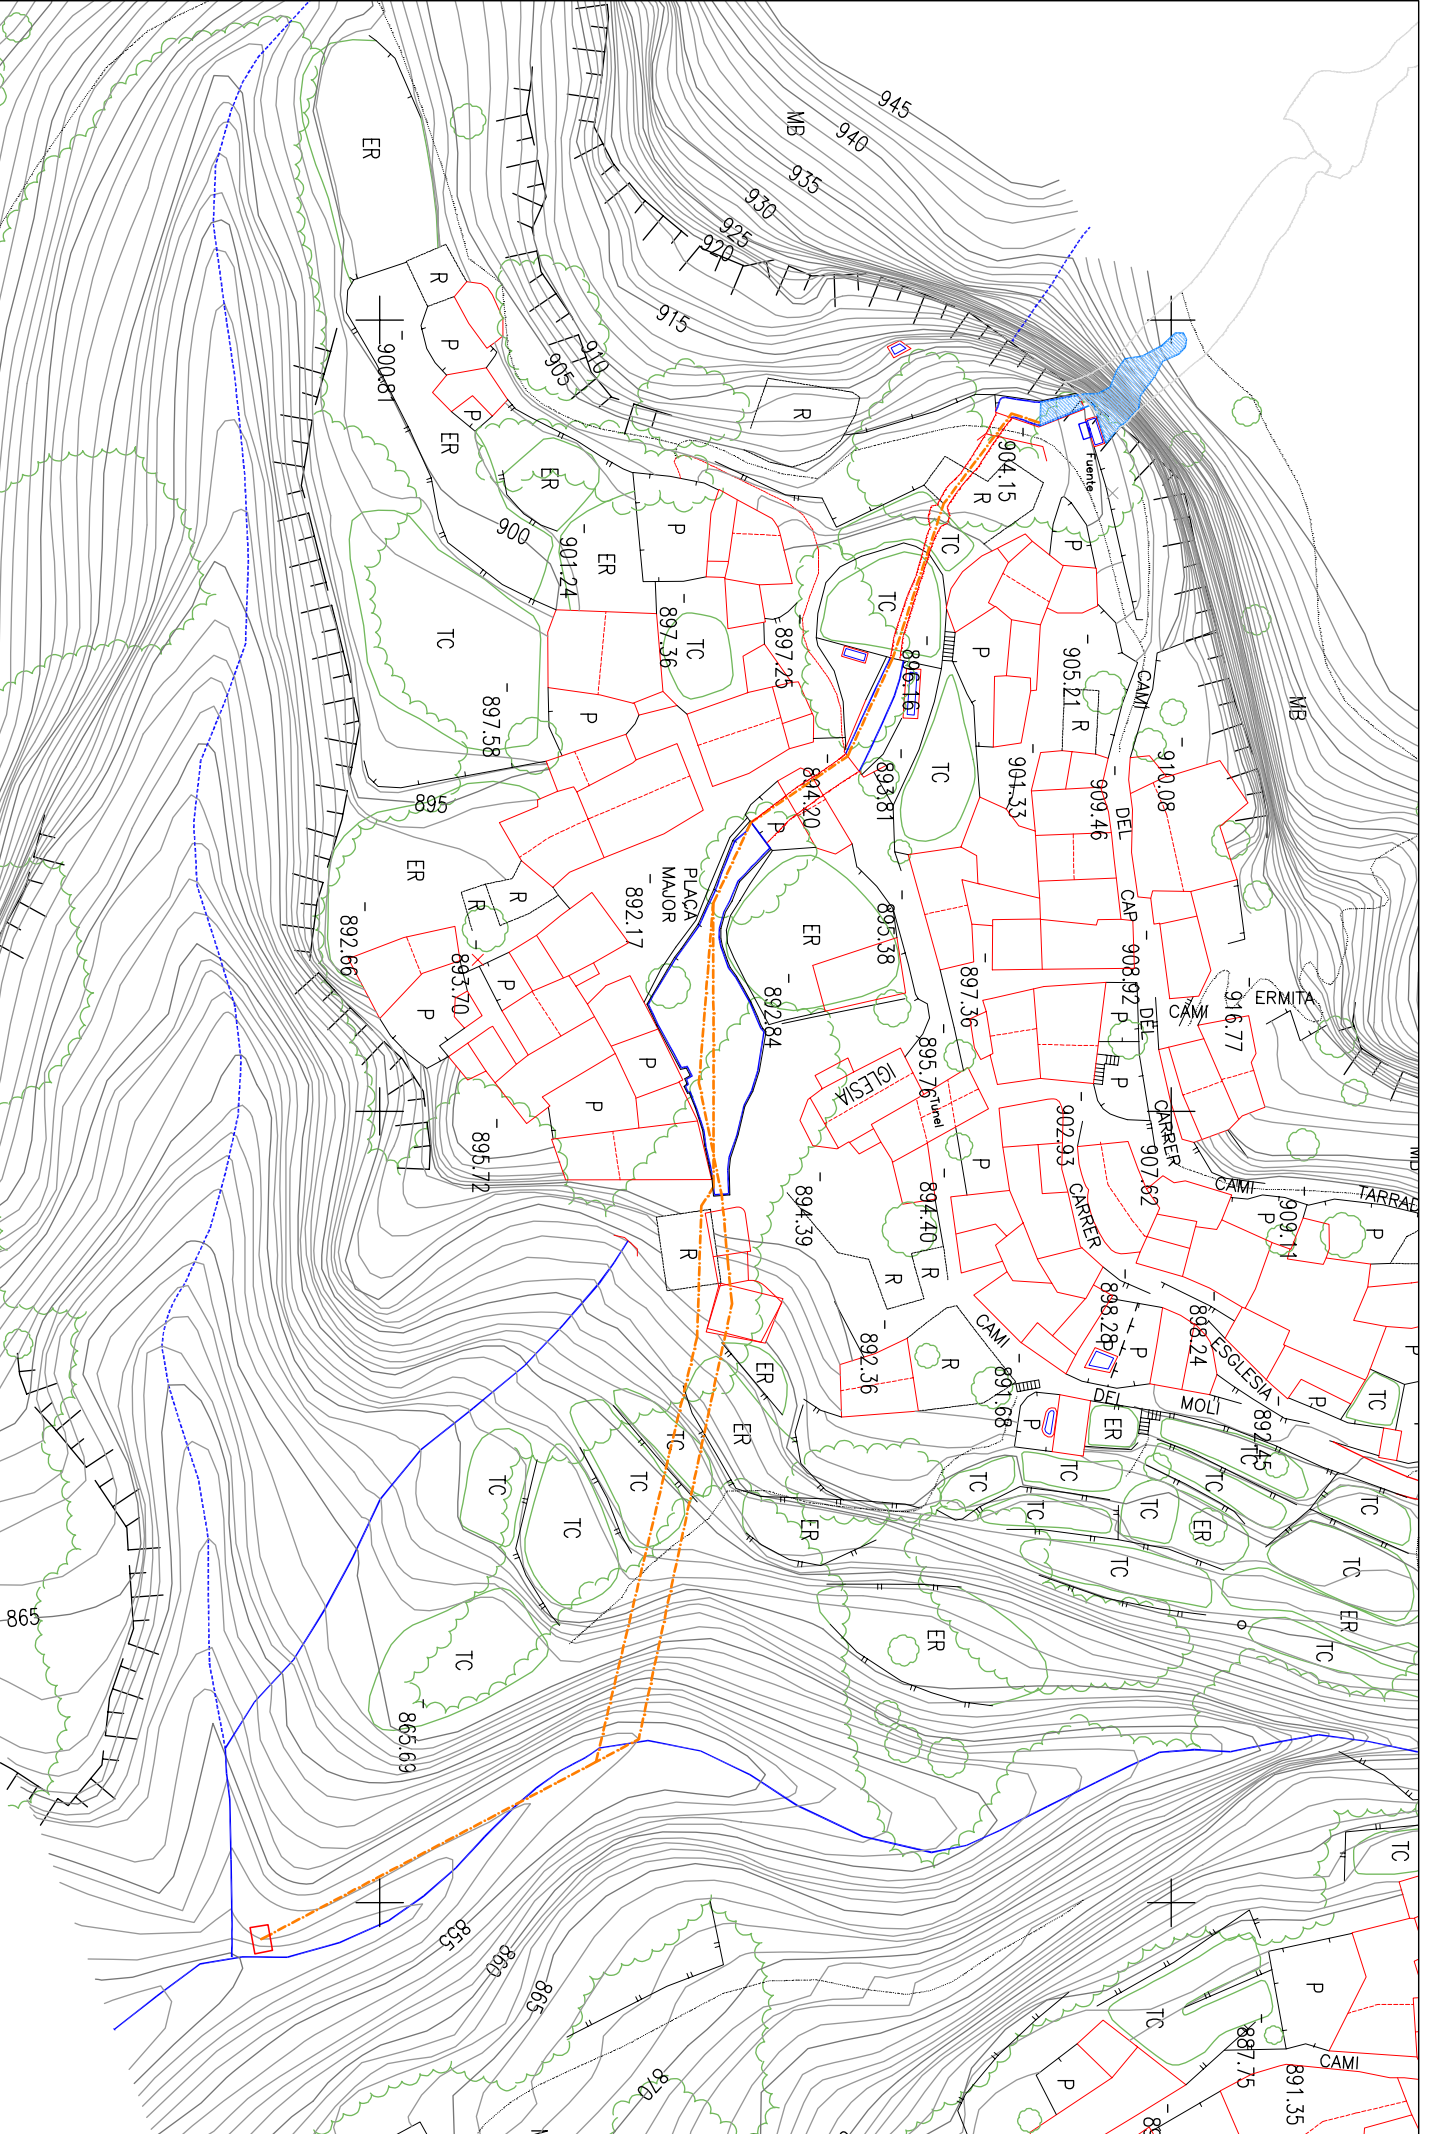 945
940
MB
935
930
925
920
915
910
905
ER
R
P
900.81
P
ER
ER
900
901.24
ER
P
R
904.15
Fuente
R
TC
P
TC
897.36
TC
897.25
896.16
P
905.21
R
CAMI
MB
TC
897.58
P
894.20
893.81
TC
901.33
909.46
DEL
910.08
895
ER
P
R
R
PLAÇA
MAJOR
892.17
ER
895.38
CAP
908.92
892.66
893.70
P
P
892.84
897.36
P
DEL
CAMI
ERMITA
916.77
P
P
IGLESIA
895.76
Tunel
P
902.93
CARRER
907.62
895.72
894.39
894.40
P
CARRER
CAMI
909.11
P
P
TARRAD
R
R
R
CAMI
898.28
P
P
898.24
ESGLESIA
P
ER
892.36
R
891.68
DEL
MOLI
P
TC
P
ER
892.45
TC
ER
TC
TC
TC
TC
TC
TC
TC
TC
TC
TC
ER
ER
TC
TC
ER
TC
ER
TC
865
865.69
TC
855
860
865
870
P
TC
887.75
891.35
CAMI
P